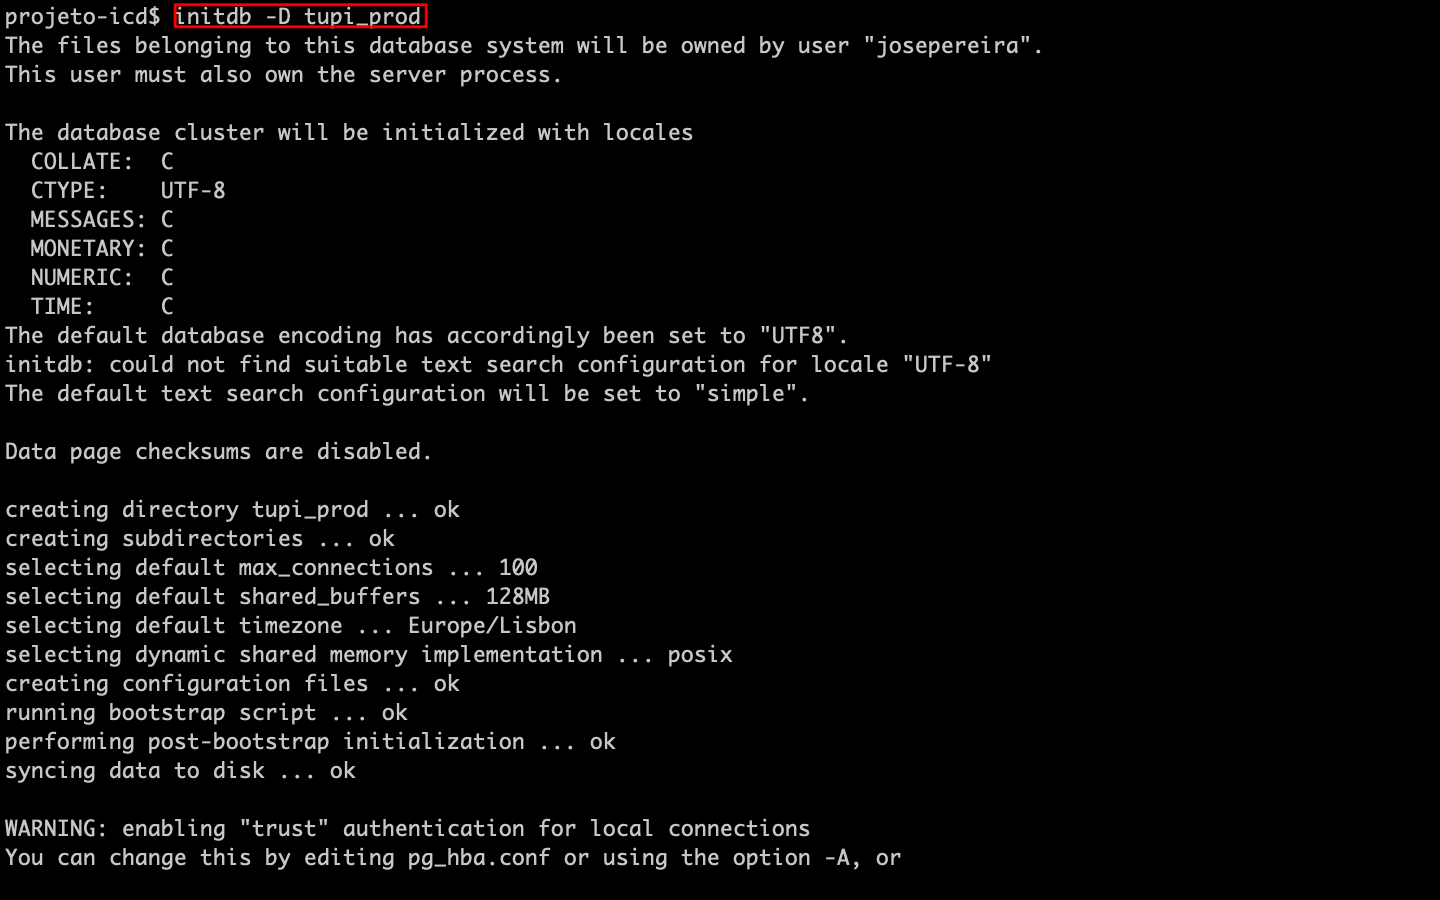 projeto-icd$ initdb -D tupi_prod
The files belonging to this database system will be owned by user "josepereira".
This user must also own the server process.

The database cluster will be initialized with locales
  COLLATE:  C
  CTYPE:    UTF-8
  MESSAGES: C
  MONETARY: C
  NUMERIC:  C
  TIME:     C
The default database encoding has accordingly been set to "UTF8".
initdb: could not find suitable text search configuration for locale "UTF-8"
The default text search configuration will be set to "simple".

Data page checksums are disabled.

creating directory tupi_prod ... ok
creating subdirectories ... ok
selecting default max_connections ... 100
selecting default shared_buffers ... 128MB
selecting default timezone ... Europe/Lisbon
selecting dynamic shared memory implementation ... posix
creating configuration files ... ok
running bootstrap script ... ok
performing post-bootstrap initialization ... ok
syncing data to disk ... ok

WARNING: enabling "trust" authentication for local connections
You can change this by editing pg_hba.conf or using the option -A, or